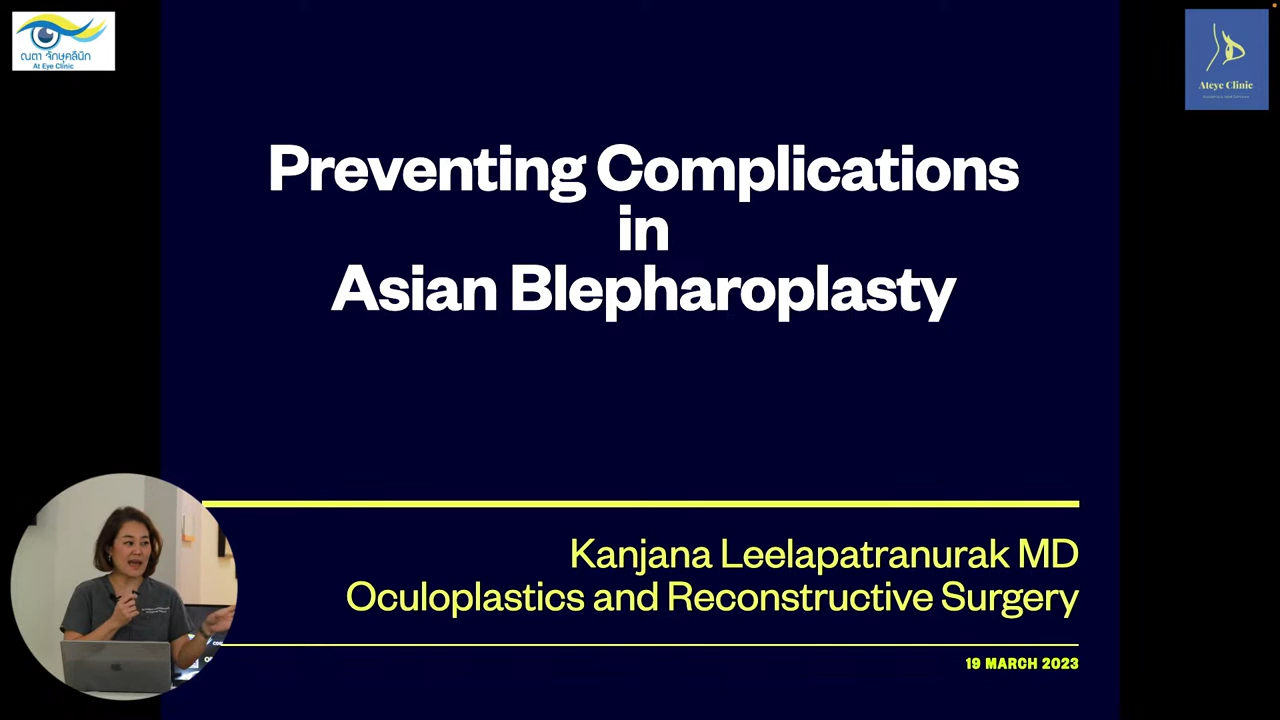 ณตา จักษุคลินิก
At Eye Clinic
Ateye Clinic
Preventing Complications
in
Asian Blepharoplasty
Kanjana Leelapatranurak MD
Oculoplastics and Reconstructive Surgery
19 MARCH 2023